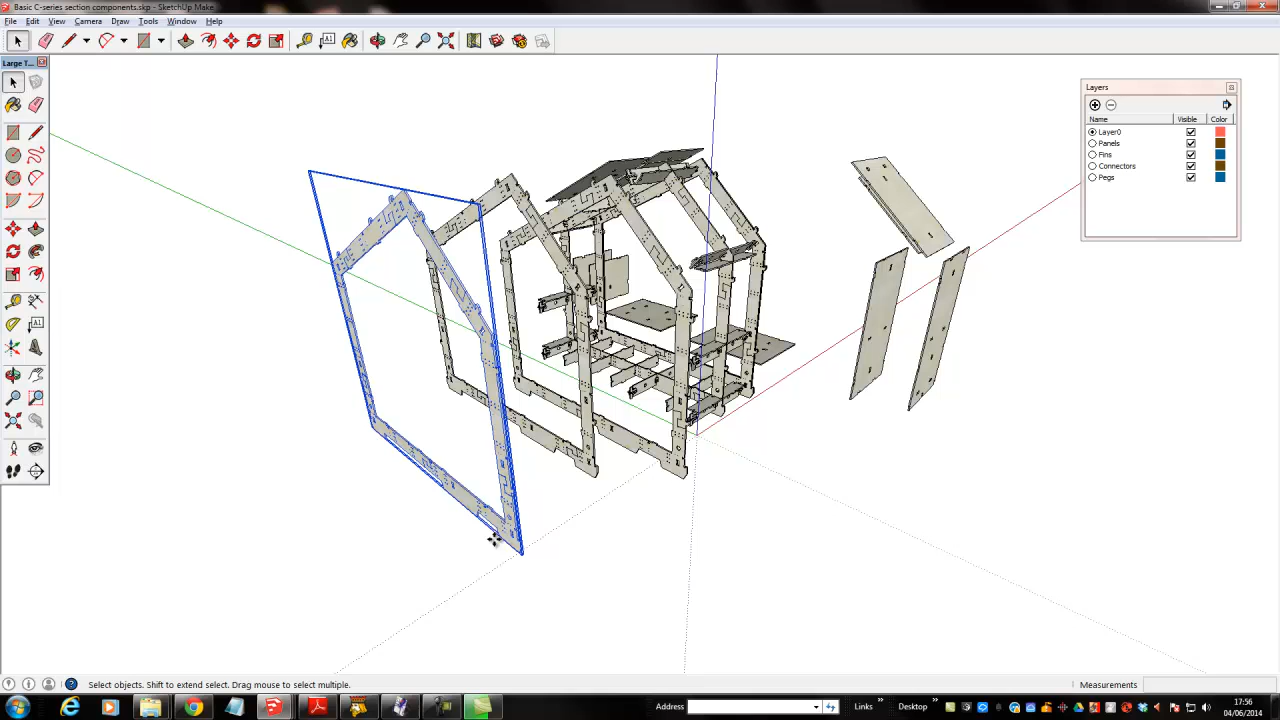 Basic C-series section components.skp - SketchUp Make
File Edit View Camera Draw Tools Window Help
Large T...
Layers
Name Visible Color
Layer0
Panels
Fins
Connectors
Pegs
Select objects. Shift to extend select. Drag mouse to select multiple.
Measurements
Address
Links »
Desktop »
17:56
04/06/2014